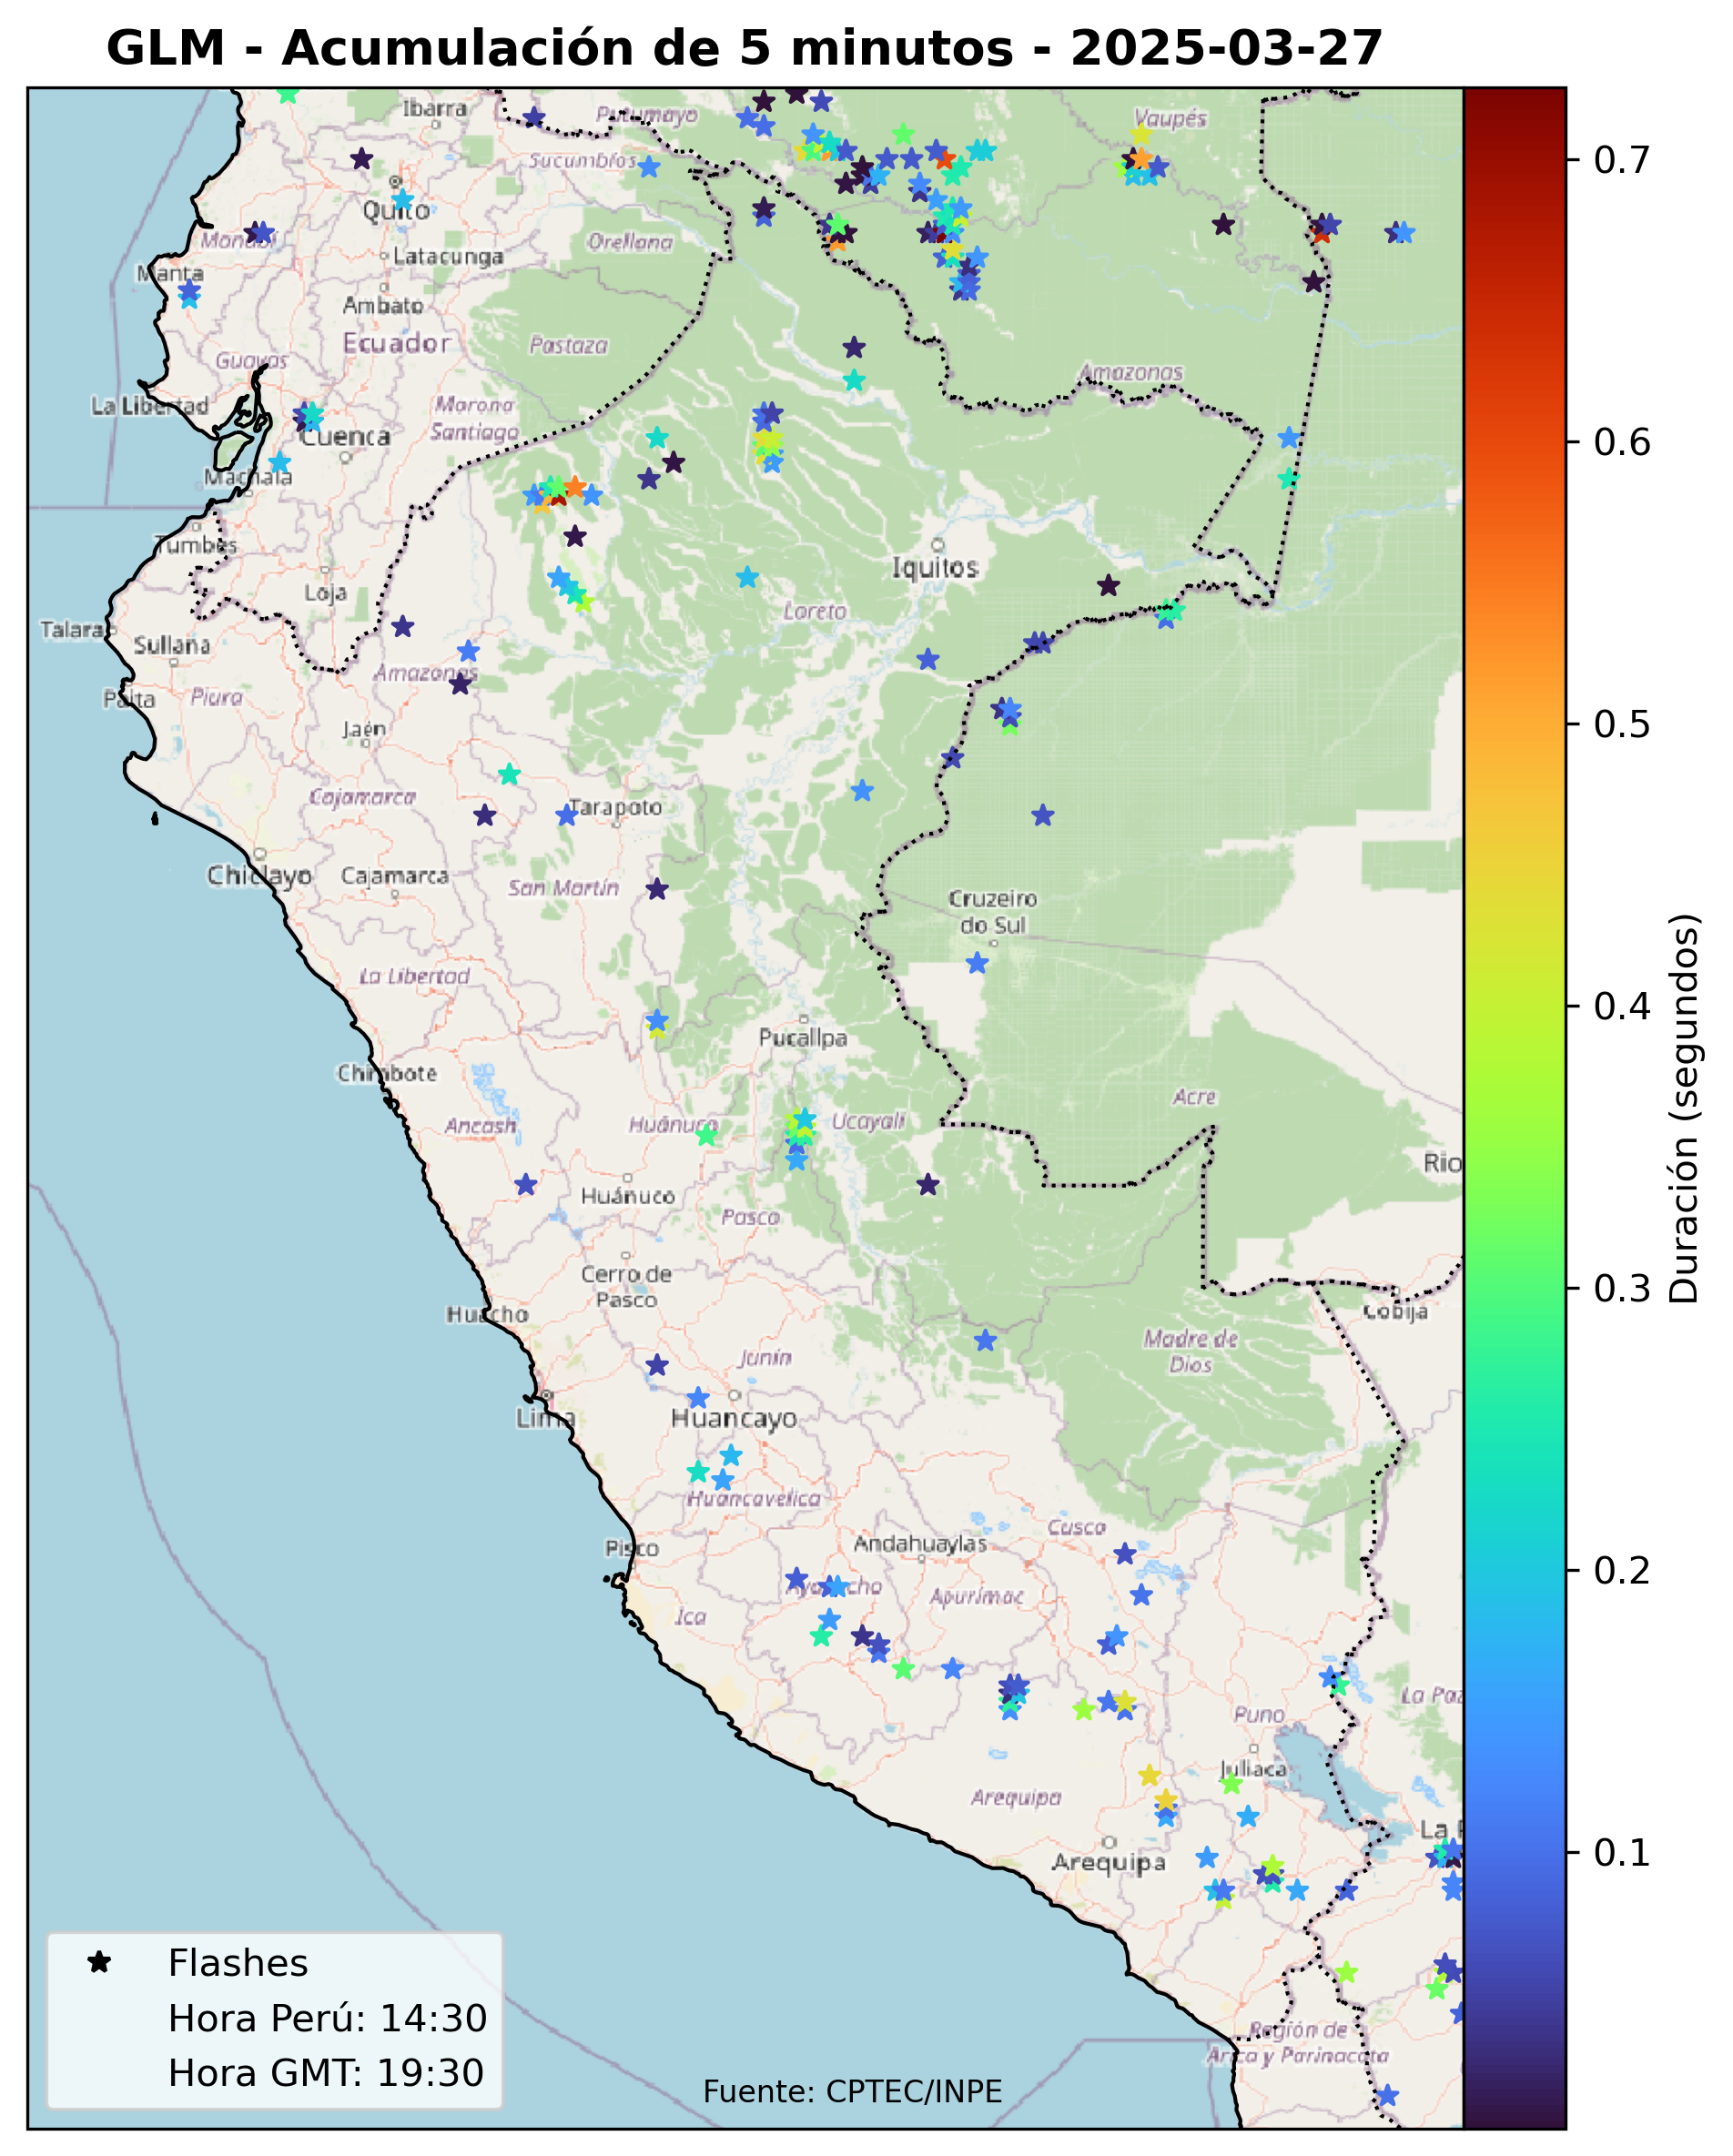 GLM - Acumulación de 5 minutos - 2025-03-27
Ibarra
Putumayo
Vaupés
Sucumbíos
Quito
Manabí
Orellana
Latacunga
Manta
Ambato
Ecuador
Pastaza
Guayas
Amazonas
La Libertad
Morona
Santiago
Cuenca
Machala
Tumbes
Iquitos
Loja
Loreto
Talara
Sullana
Amazonas
Paita
Piura
Jaén
Cajamarca
Tarapoto
Chiclayo
Cajamarca
San Martín
Cruzeiro
do Sul
La Libertad
Pucallpa
Chimbote
Acre
Ancash
Huánuco
Ucayali
Rio
Huánuco
Pasco
Cerro de
Pasco
Huacho
Cobija
Junín
Madre de
Dios
Lima
Huancayo
Huancavelica
Pisco
Andahuaylas
Cusco
Ayacucho
Apurímac
Ica
La Paz
Puno
Juliaca
Arequipa
La P
Arequipa
Región de
Arica y Parinacota
Flashes
Hora Perú: 14:30
Hora GMT: 19:30
Fuente: CPTEC/INPE
0.7
0.6
0.5
0.4
0.3
0.2
0.1
Duración (segundos)